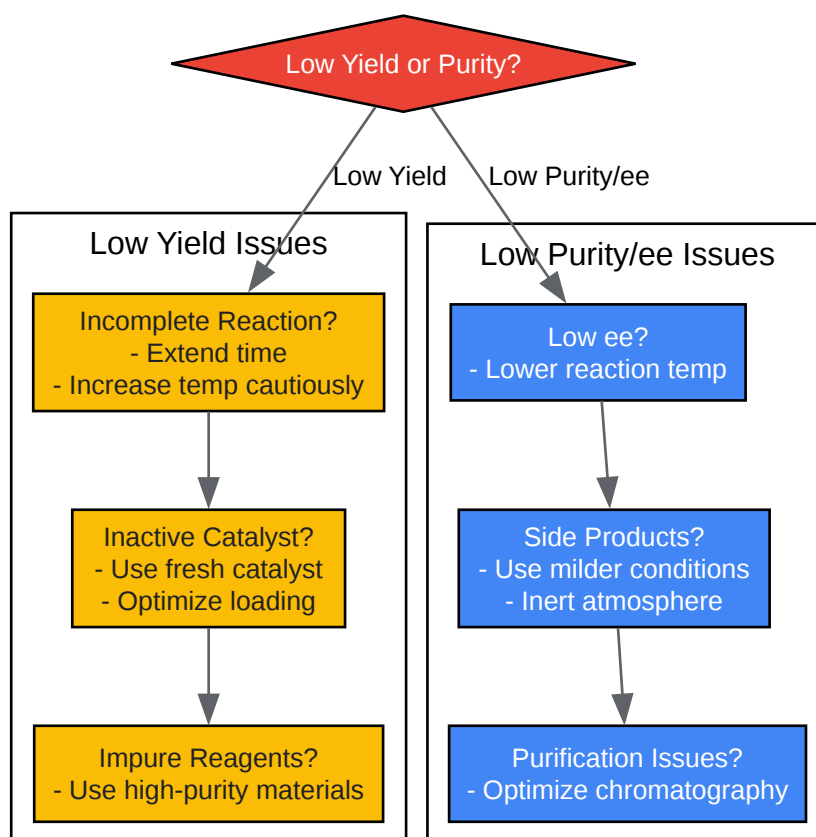 Low Yield or Purity?
Low Yield
Low Purity/ee
Low Yield Issues
Incomplete Reaction?
- Extend time
- Increase temp cautiously
Inactive Catalyst?
- Use fresh catalyst
- Optimize loading
Impure Reagents?
- Use high-purity materials
Low Purity/ee Issues
Low ee?
- Lower reaction temp
Side Products?
- Use milder conditions
- Inert atmosphere
Purification Issues?
- Optimize chromatography